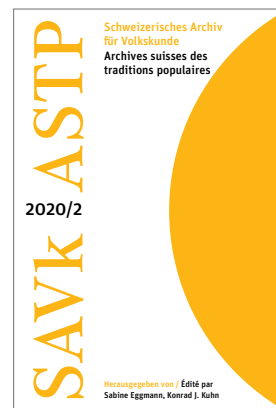 Schweizerisches Archiv
für Volkskunde
Archives suisses des
traditions populaires
SAVk ASTP
2020/2
Herausgegeben von / Édité par
Sabine Eggmann, Konrad J. Kuhn